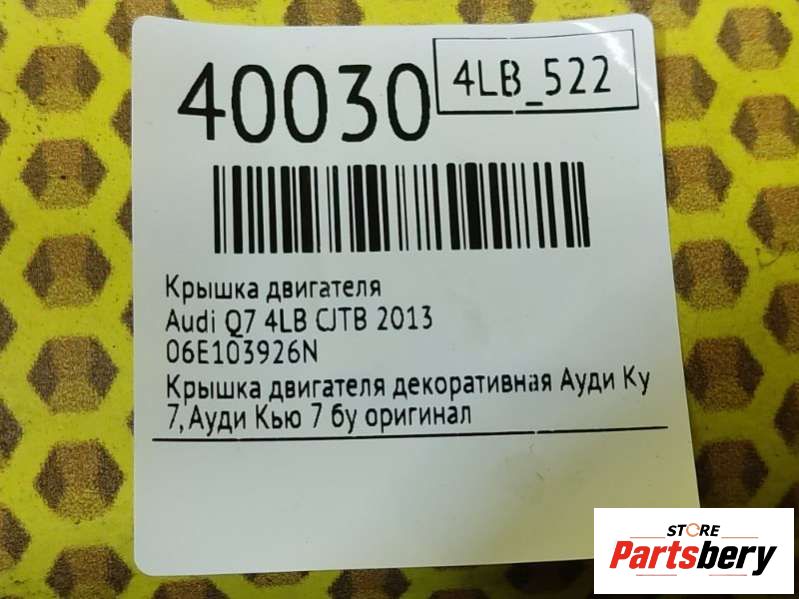 40030
4LB_522
Крышка двигателя
Audi Q7 4LB CJTB 2013
06E103926N
Крышка двигателя декоративная Ауди Ку
7, Ауди Кью 7 бу оригинал
STORE
Partsbery